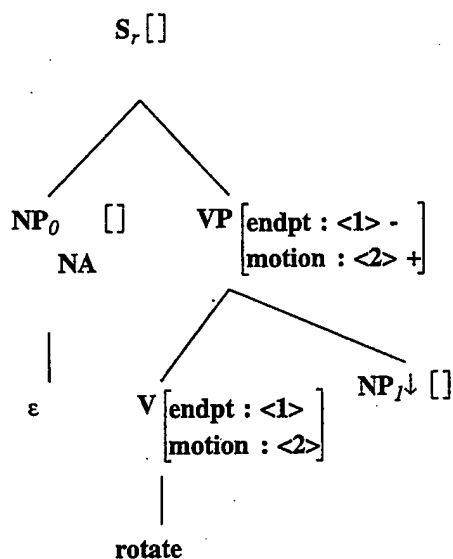 S_r []
NP_0 [] VP [endpt : <1> -
NA motion : <2> +]
ε V [endpt : <1> NP_1↓ []
motion : <2>]
rotate